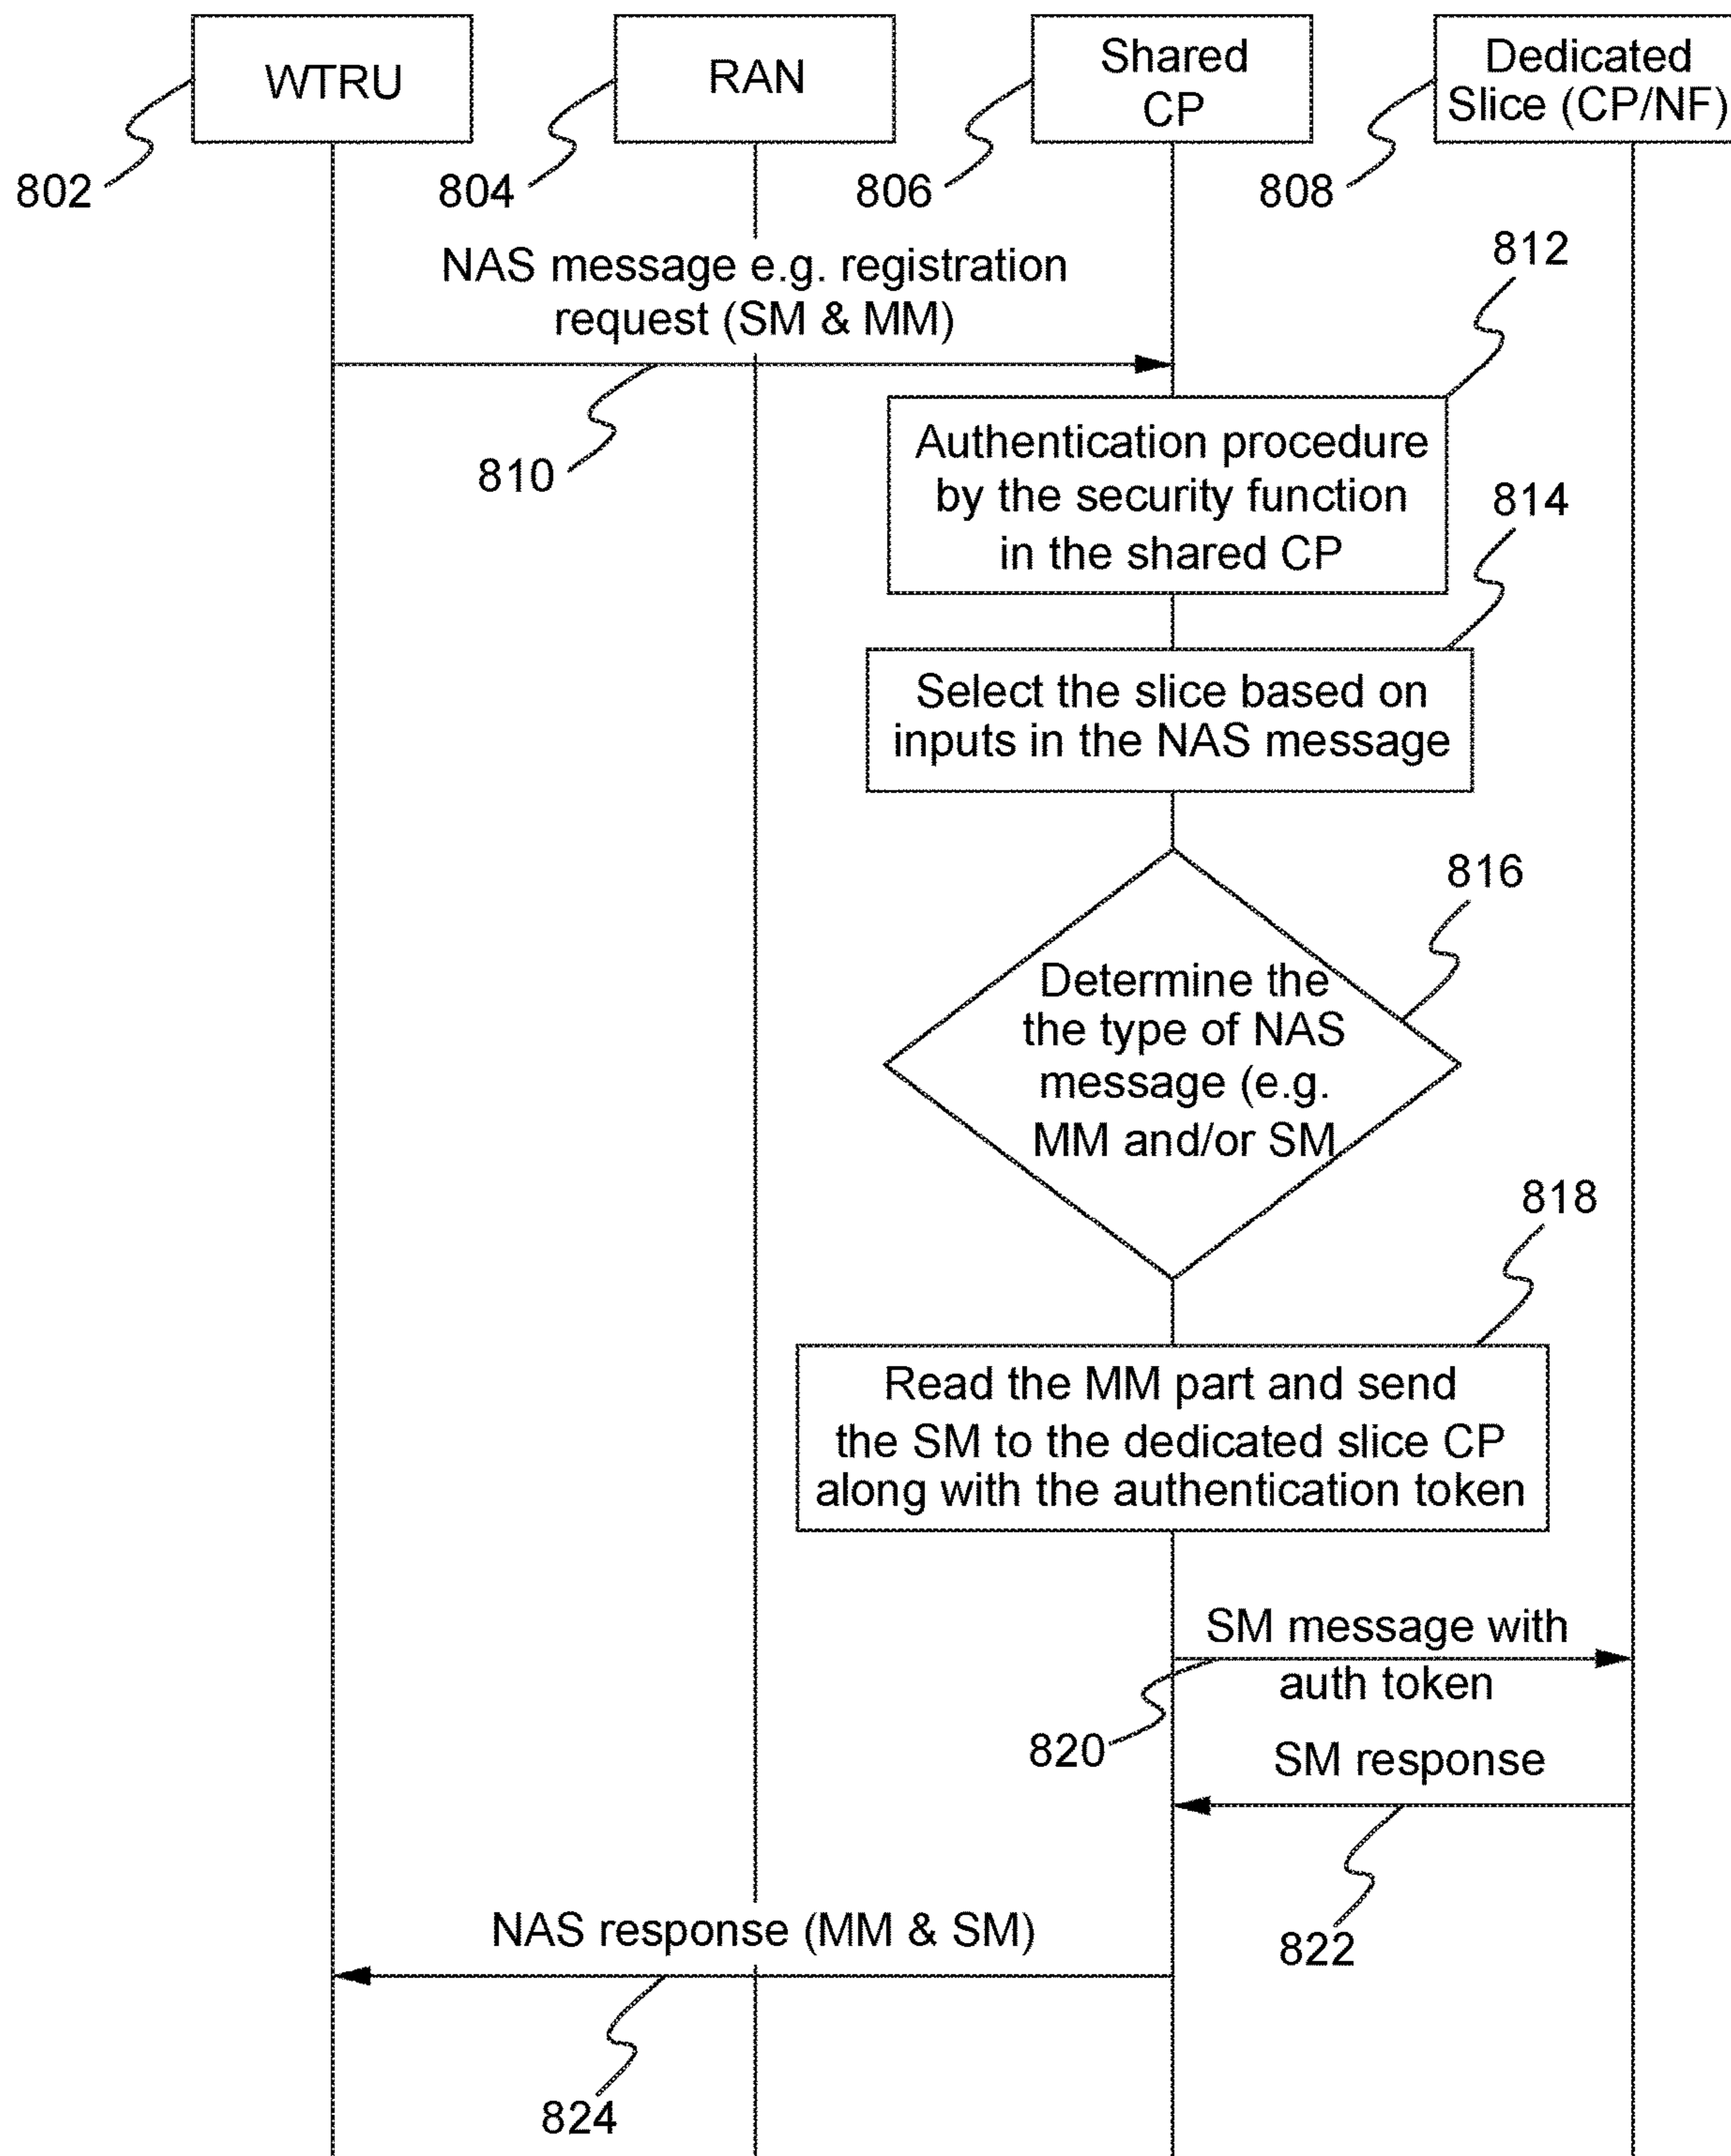 WTRU
RAN
Shared
CP
Dedicated
Slice (CP/NF)
802
804
806
808
NAS message e.g. registration
request (SM & MM)
810
812
Authentication procedure
by the security function
in the shared CP
814
Select the slice based on
inputs in the NAS message
816
Determine the
the type of NAS
message (e.g.
MM and/or SM
818
Read the MM part and send
the SM to the dedicated slice CP
along with the authentication token
SM message with
auth token
820
SM response
822
NAS response (MM & SM)
824